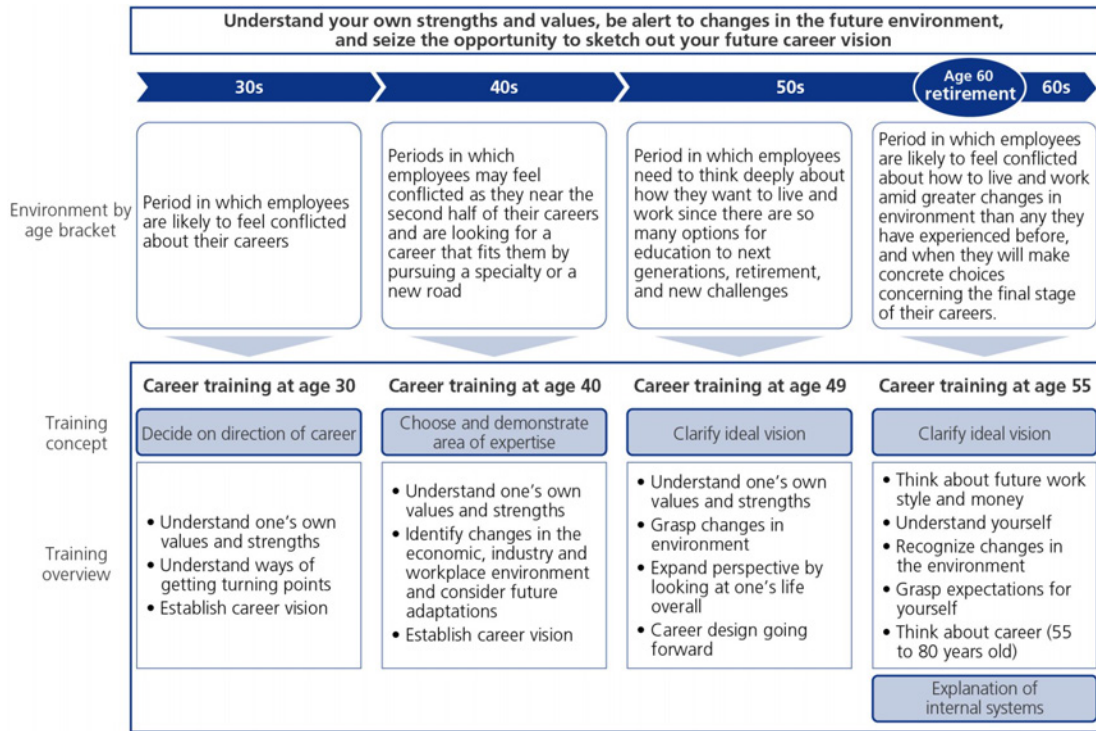 Understand your own strengths and values, be alert to changes in the future environment,
and seize the opportunity to sketch out your future career vision
30s
40s
50s
Age 60
retirement
60s
Environment by
age bracket
Period in which employees
are likely to feel conflicted
about their careers
Periods in which
employees may feel
conflicted as they near the
second half of their careers
and are looking for a
career that fits them by
pursuing a specialty or a
new road
Period in which employees
need to think deeply about
how they want to live and
work since there are so
many options for
education to next
generations, retirement,
and new challenges
Period in which employees
are likely to feel conflicted
about how to live and work
amid greater changes in
environment than any they
have experienced before,
and when they will make
concrete choices
concerning the final stage
of their careers.
Career training at age 30
Career training at age 40
Career training at age 49
Career training at age 55
Training
concept
Decide on direction of career
Choose and demonstrate
area of expertise
Clarify ideal vision
Clarify ideal vision
Training
overview
• Understand one's own
values and strengths
• Understand ways of
getting turning points
• Establish career vision
• Understand one's own
values and strengths
• Identify changes in the
economic, industry and
workplace environment
and consider future
adaptations
• Establish career vision
• Understand one's own
values and strengths
• Grasp changes in
environment
• Expand perspective by
looking at one's life
overall
• Career design going
forward
• Think about future work
style and money
• Understand yourself
• Recognize changes in
the environment
• Grasp expectations for
yourself
• Think about career (55
to 80 years old)
Explanation of
internal systems